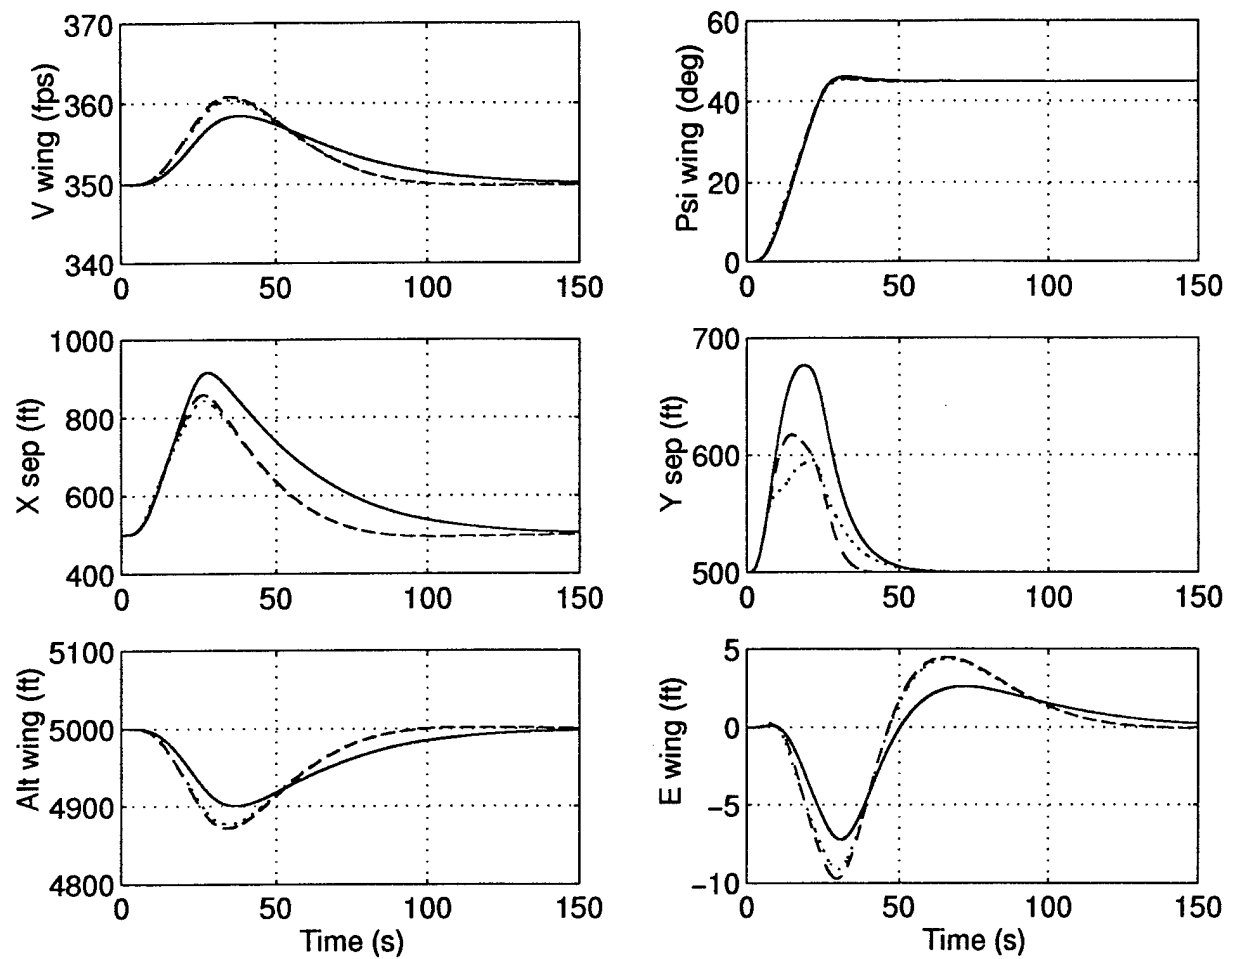 V wing (fps)
370
360
350
340
0 50 100 150
Psi wing (deg)
60
40
20
0
0 50 100 150
X sep (ft)
1000
800
600
400
0 50 100 150
Y sep (ft)
700
600
500
0 50 100 150
Alt wing (ft)
5100
5000
4900
4800
0 50 100 150
Time (s)
E wing (ft)
5
0
−5
−10
0 50 100 150
Time (s)